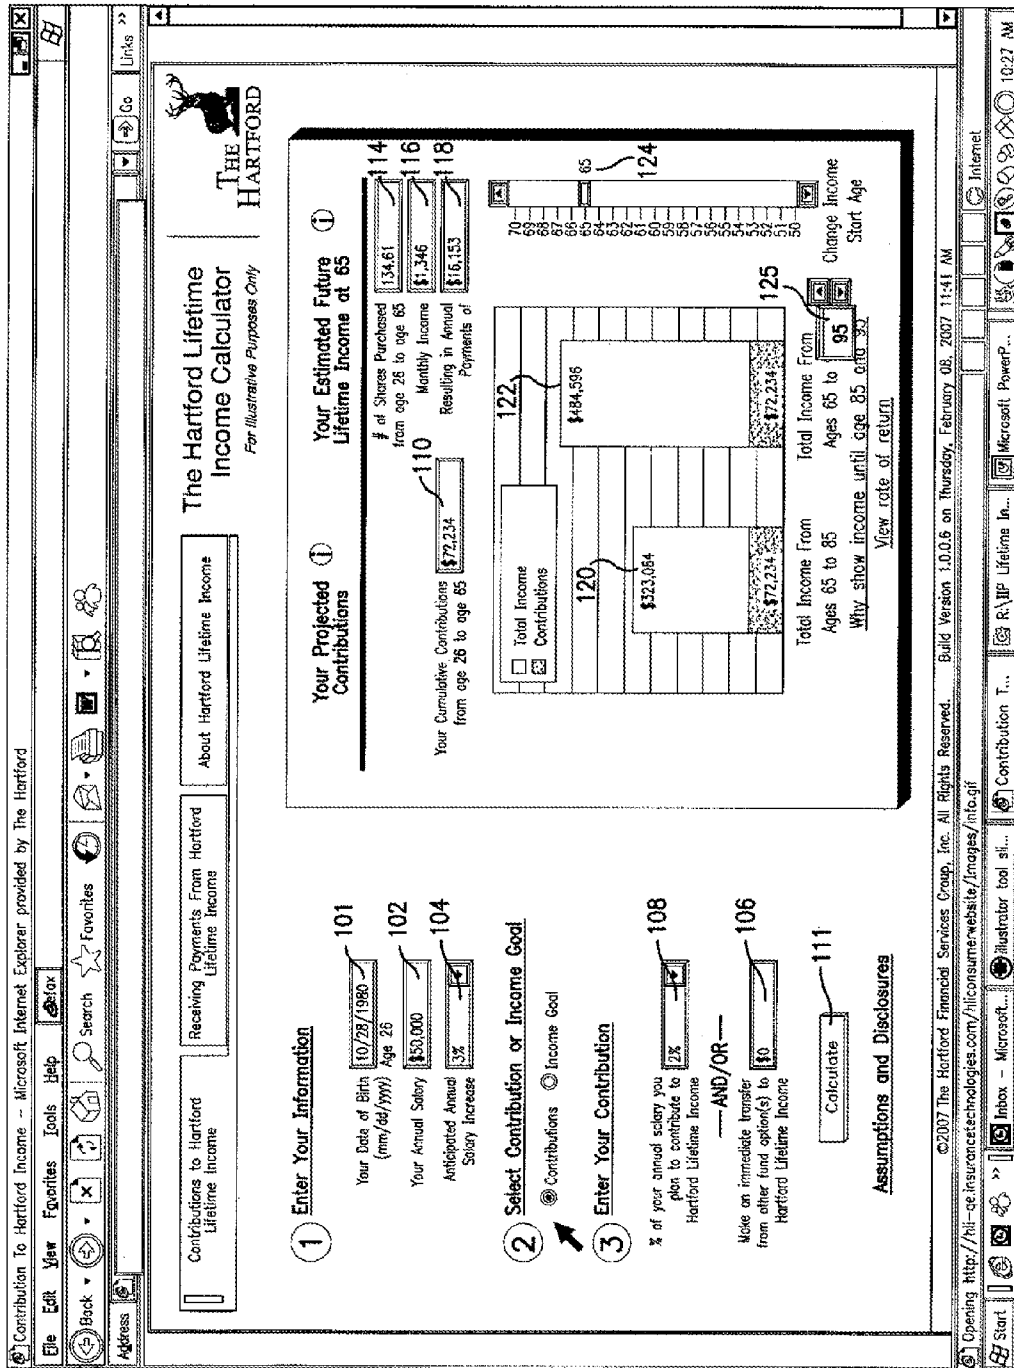 Contribution To Hartford Income – Microsoft Internet Explorer provided by The Hartford
File Edit View Favorites Tools Help
Back Search Favorites
Address
Go
Links >>
Contributions to Hartford
Lifetime Income
Receiving Payments From Hartford
Lifetime Income
About Hartford Lifetime Income
The Hartford Lifetime
Income Calculator
For Illustrative Purposes Only
THE
HARTFORD
1 Enter Your Information
Your Date of Birth 10/28/1980 101
(mm/dd/yyyy) Age 26
Your Annual Salary $50,000 102
Anticipated Annual
Salary Increase
3% 104
2 Select Contribution or Income Goal
Contributions Income Goal
3 Enter Your Contribution
% of your annual salary you
plan to contribute to
Hartford Lifetime Income
2% 108
——AND/OR——
Make an immediate transfer
from other fund option(s) to
Hartford Lifetime Income
$0 106
Calculate 111
Assumptions and Disclosures
Your Projected
Contributions i
Your Cumulative Contributions
from age 26 to age 65
$72,234 110
Your Estimated Future
Lifetime Income at 65 i
# of Shares Purchased
from age 26 to age 65
134.61 114
Monthly Income $1,346 116
Resulting in Annual
Payments of
$16,153 118
Total Income
Contributions
120
$323,064
$72,234
122
$484,596
$72,234
Total Income From
Ages 65 to 85
Total Income From
Ages 65 to 95 125
Why show income until age 85 and 95
View rate of return
70
69
68
67
66
65
64
63
62
61
60
59
58
57
56
55
54
53
52
51
50
65
124
Change Income
Start Age
©2007 The Hartford Financial Services Group, Inc. All Rights Reserved. Build Version 1.0.0.6 on Thursday, February 08, 2007 11:41 AM
Opening http://hli-qe.insurancetechnologies.com/hliconsumerwebsite/Images/info.gif
Internet
Start >> Inbox – Microsoft... illustrator tool sli... Contribution T... R:\IIP Lifetime In... Microsoft PowerP... 10:27 AM